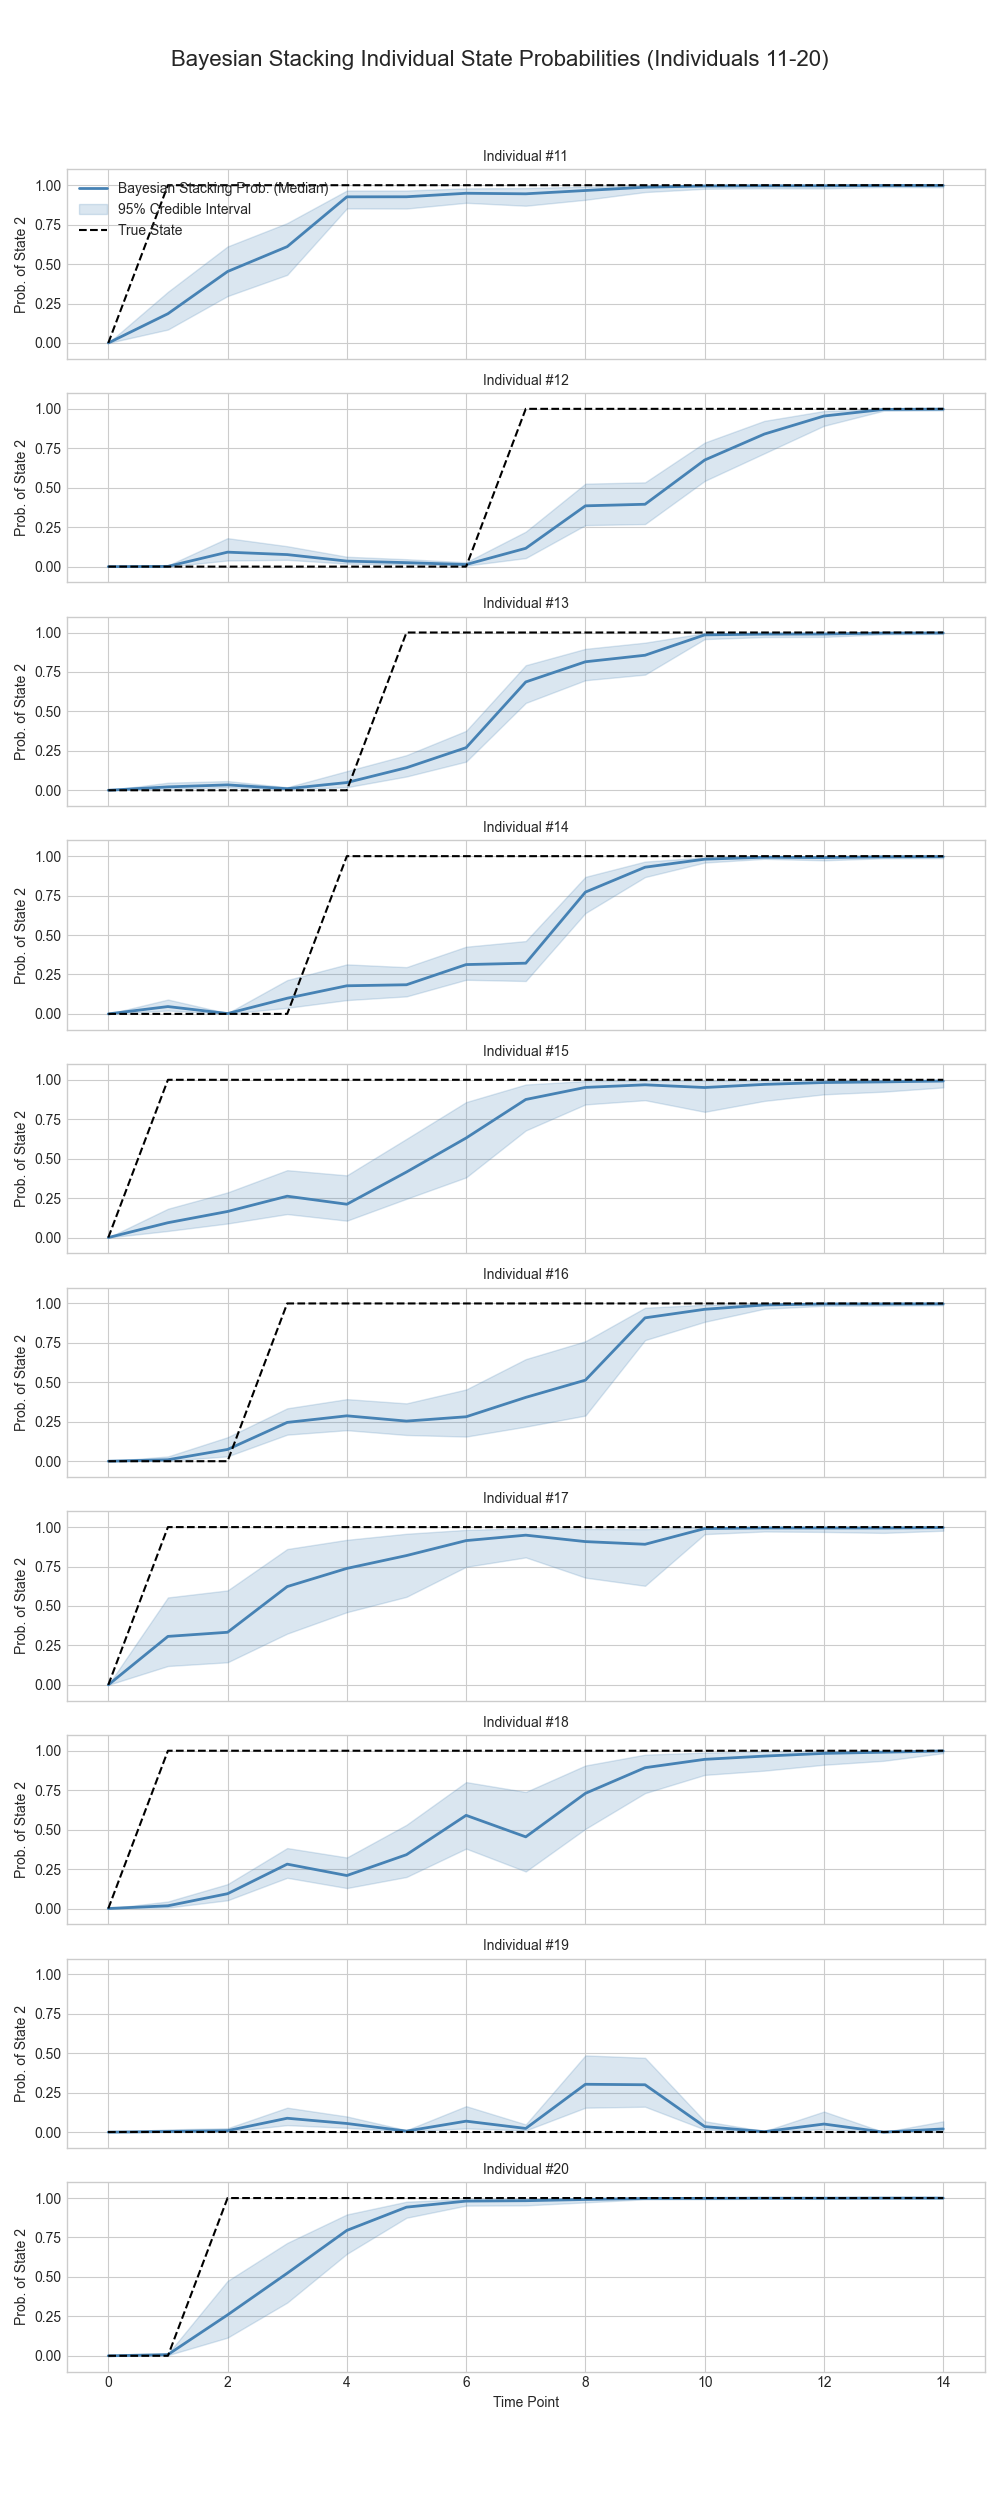 Bayesian Stacking Individual State Probabilities (Individuals 11-20)
Individual #11
1.00
0.75
0.50
0.25
0.00
Prob. of State 2
Bayesian Stacking Prob. (Median)
95% Credible Interval
True State
Individual #12
1.00
0.75
0.50
0.25
0.00
Prob. of State 2
Individual #13
1.00
0.75
0.50
0.25
0.00
Prob. of State 2
Individual #14
1.00
0.75
0.50
0.25
0.00
Prob. of State 2
Individual #15
1.00
0.75
0.50
0.25
0.00
Prob. of State 2
Individual #16
1.00
0.75
0.50
0.25
0.00
Prob. of State 2
Individual #17
1.00
0.75
0.50
0.25
0.00
Prob. of State 2
Individual #18
1.00
0.75
0.50
0.25
0.00
Prob. of State 2
Individual #19
1.00
0.75
0.50
0.25
0.00
Prob. of State 2
Individual #20
1.00
0.75
0.50
0.25
0.00
Prob. of State 2
0 2 4 6 8 10 12 14
Time Point